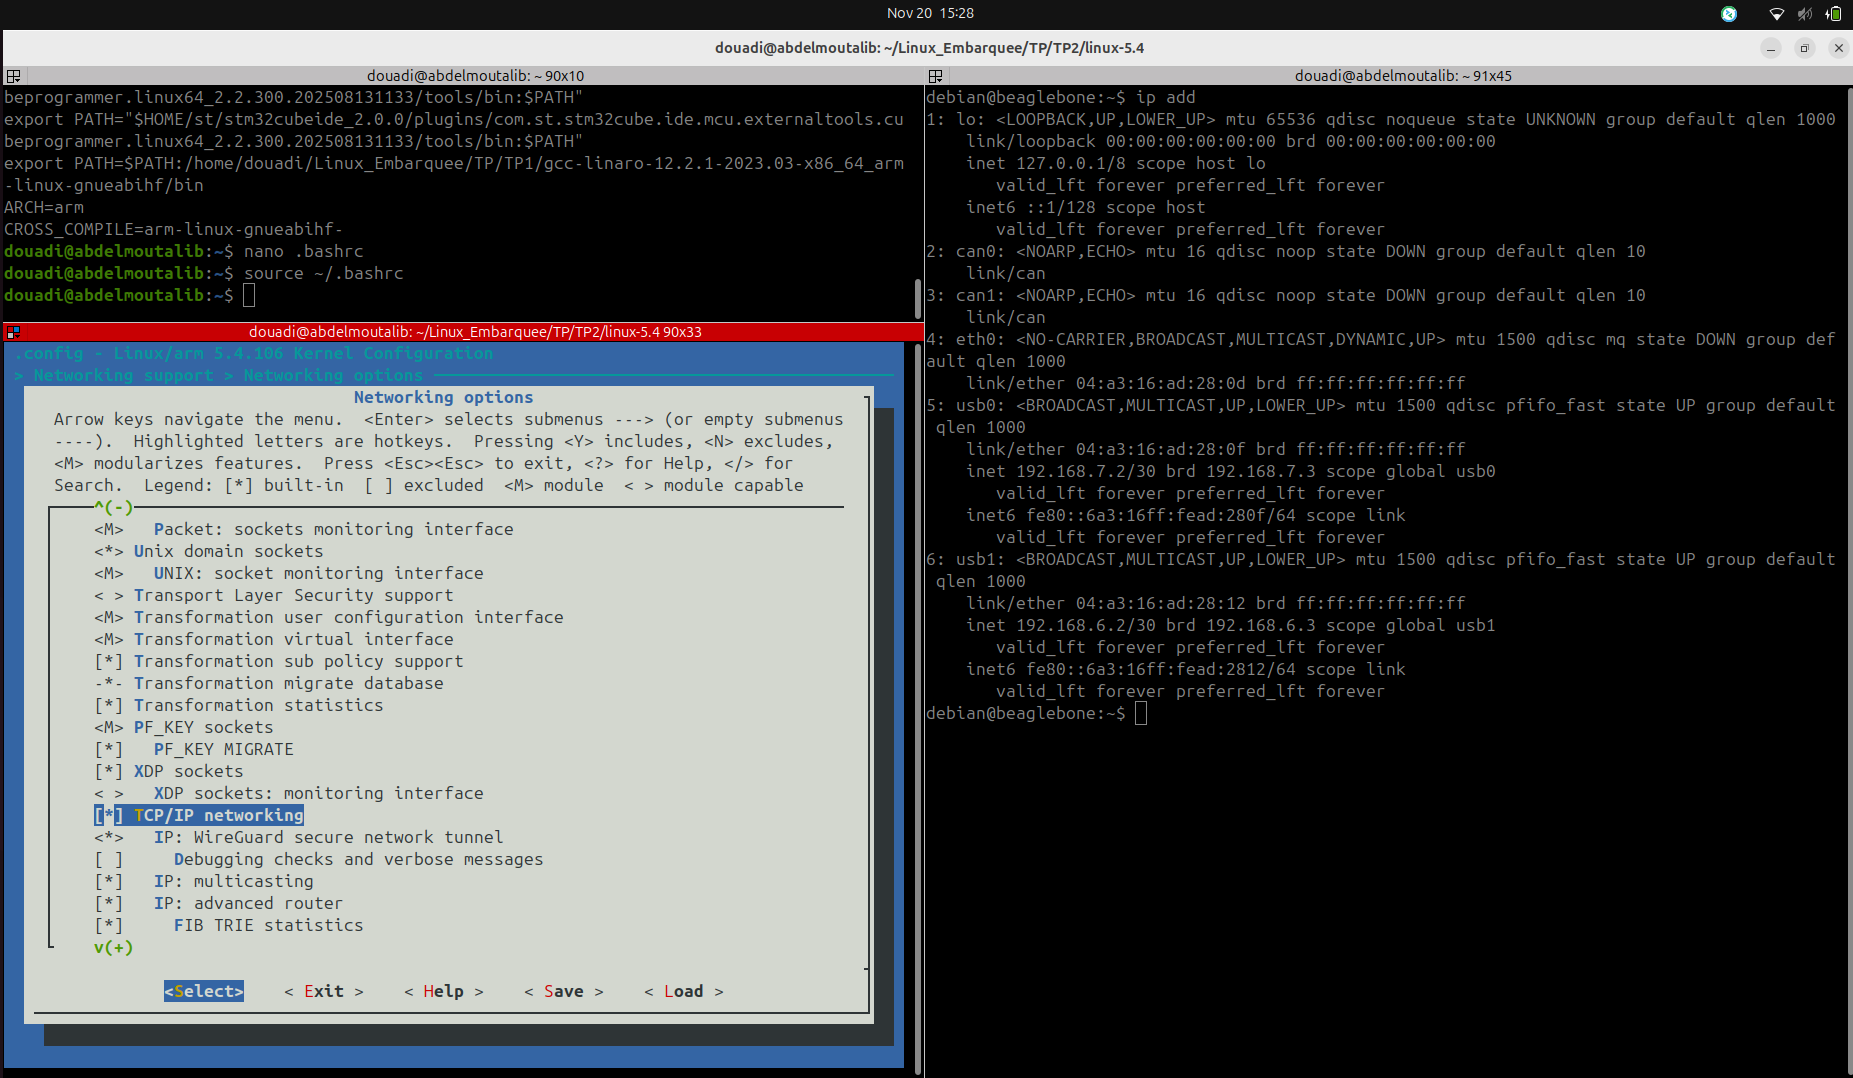 Nov 20  15:28
douadi@abdelmoutalib: ~/Linux_Embarquee/TP/TP2/linux-5.4
douadi@abdelmoutalib: ~ 90x10
beprogrammer.linux64_2.2.300.202508131133/tools/bin:$PATH"
export PATH="$HOME/st/stm32cubeide_2.0.0/plugins/com.st.stm32cube.ide.mcu.externaltools.cu
beprogrammer.linux64_2.2.300.202508131133/tools/bin:$PATH"
export PATH=$PATH:/home/douadi/Linux_Embarquee/TP/TP1/gcc-linaro-12.2.1-2023.03-x86_64_arm
-linux-gnueabihf/bin
ARCH=arm
CROSS_COMPILE=arm-linux-gnueabihf-
douadi@abdelmoutalib:~$ nano .bashrc
douadi@abdelmoutalib:~$ source ~/.bashrc
douadi@abdelmoutalib:~$
douadi@abdelmoutalib: ~/Linux_Embarquee/TP/TP2/linux-5.4 90x33
.config - Linux/arm 5.4.106 Kernel Configuration
> Networking support > Networking options
Networking options
Arrow keys navigate the menu.  <Enter> selects submenus ---> (or empty submenus
----).  Highlighted letters are hotkeys.  Pressing <Y> includes, <N> excludes,
<M> modularizes features.  Press <Esc><Esc> to exit, <?> for Help, </> for
Search.  Legend: [*] built-in  [ ] excluded  <M> module  < > module capable
^(-)
<M>   Packet: sockets monitoring interface
<*> Unix domain sockets
<M>   UNIX: socket monitoring interface
< > Transport Layer Security support
<M> Transformation user configuration interface
<M> Transformation virtual interface
[*] Transformation sub policy support
-*- Transformation migrate database
[*] Transformation statistics
<M> PF_KEY sockets
[*]   PF_KEY MIGRATE
[*] XDP sockets
< >   XDP sockets: monitoring interface
[*] TCP/IP networking
<*>   IP: WireGuard secure network tunnel
[ ]     Debugging checks and verbose messages
[*]   IP: multicasting
[*]   IP: advanced router
[*]     FIB TRIE statistics
v(+)
<Select>    < Exit >    < Help >    < Save >    < Load >
douadi@abdelmoutalib: ~ 91x45
debian@beaglebone:~$ ip add
1: lo: <LOOPBACK,UP,LOWER_UP> mtu 65536 qdisc noqueue state UNKNOWN group default qlen 1000
    link/loopback 00:00:00:00:00:00 brd 00:00:00:00:00:00
    inet 127.0.0.1/8 scope host lo
       valid_lft forever preferred_lft forever
    inet6 ::1/128 scope host
       valid_lft forever preferred_lft forever
2: can0: <NOARP,ECHO> mtu 16 qdisc noop state DOWN group default qlen 10
    link/can
3: can1: <NOARP,ECHO> mtu 16 qdisc noop state DOWN group default qlen 10
    link/can
4: eth0: <NO-CARRIER,BROADCAST,MULTICAST,DYNAMIC,UP> mtu 1500 qdisc mq state DOWN group def
ault qlen 1000
    link/ether 04:a3:16:ad:28:0d brd ff:ff:ff:ff:ff:ff
5: usb0: <BROADCAST,MULTICAST,UP,LOWER_UP> mtu 1500 qdisc pfifo_fast state UP group default
 qlen 1000
    link/ether 04:a3:16:ad:28:0f brd ff:ff:ff:ff:ff:ff
    inet 192.168.7.2/30 brd 192.168.7.3 scope global usb0
       valid_lft forever preferred_lft forever
    inet6 fe80::6a3:16ff:fead:280f/64 scope link
       valid_lft forever preferred_lft forever
6: usb1: <BROADCAST,MULTICAST,UP,LOWER_UP> mtu 1500 qdisc pfifo_fast state UP group default
 qlen 1000
    link/ether 04:a3:16:ad:28:12 brd ff:ff:ff:ff:ff:ff
    inet 192.168.6.2/30 brd 192.168.6.3 scope global usb1
       valid_lft forever preferred_lft forever
    inet6 fe80::6a3:16ff:fead:2812/64 scope link
       valid_lft forever preferred_lft forever
debian@beaglebone:~$